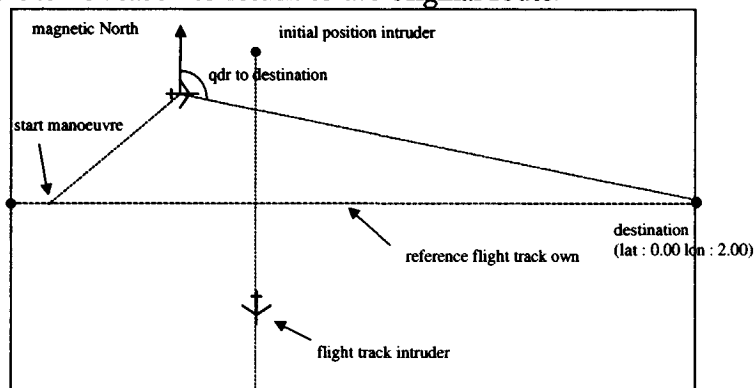 magnetic North
initial position intruder
qdr to destination
start manoeuvre
destination
(lat : 0.00 lon : 2.00)
reference flight track own
flight track intruder